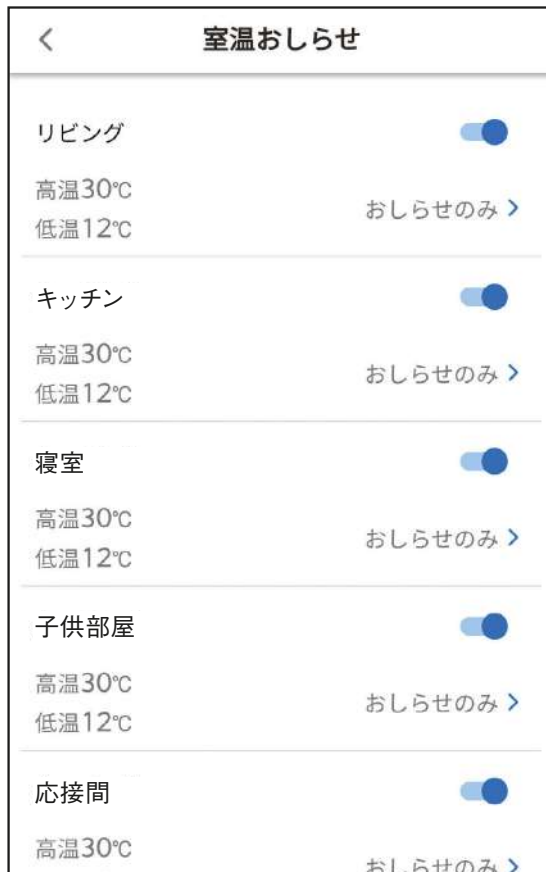 室温おしらせ
リビング
高温30℃
低温12℃
おしらせのみ
キッチン
高温30℃
低温12℃
おしらせのみ
寝室
高温30℃
低温12℃
おしらせのみ
子供部屋
高温30℃
低温12℃
おしらせのみ
応接間
高温30℃
おしらせのみ